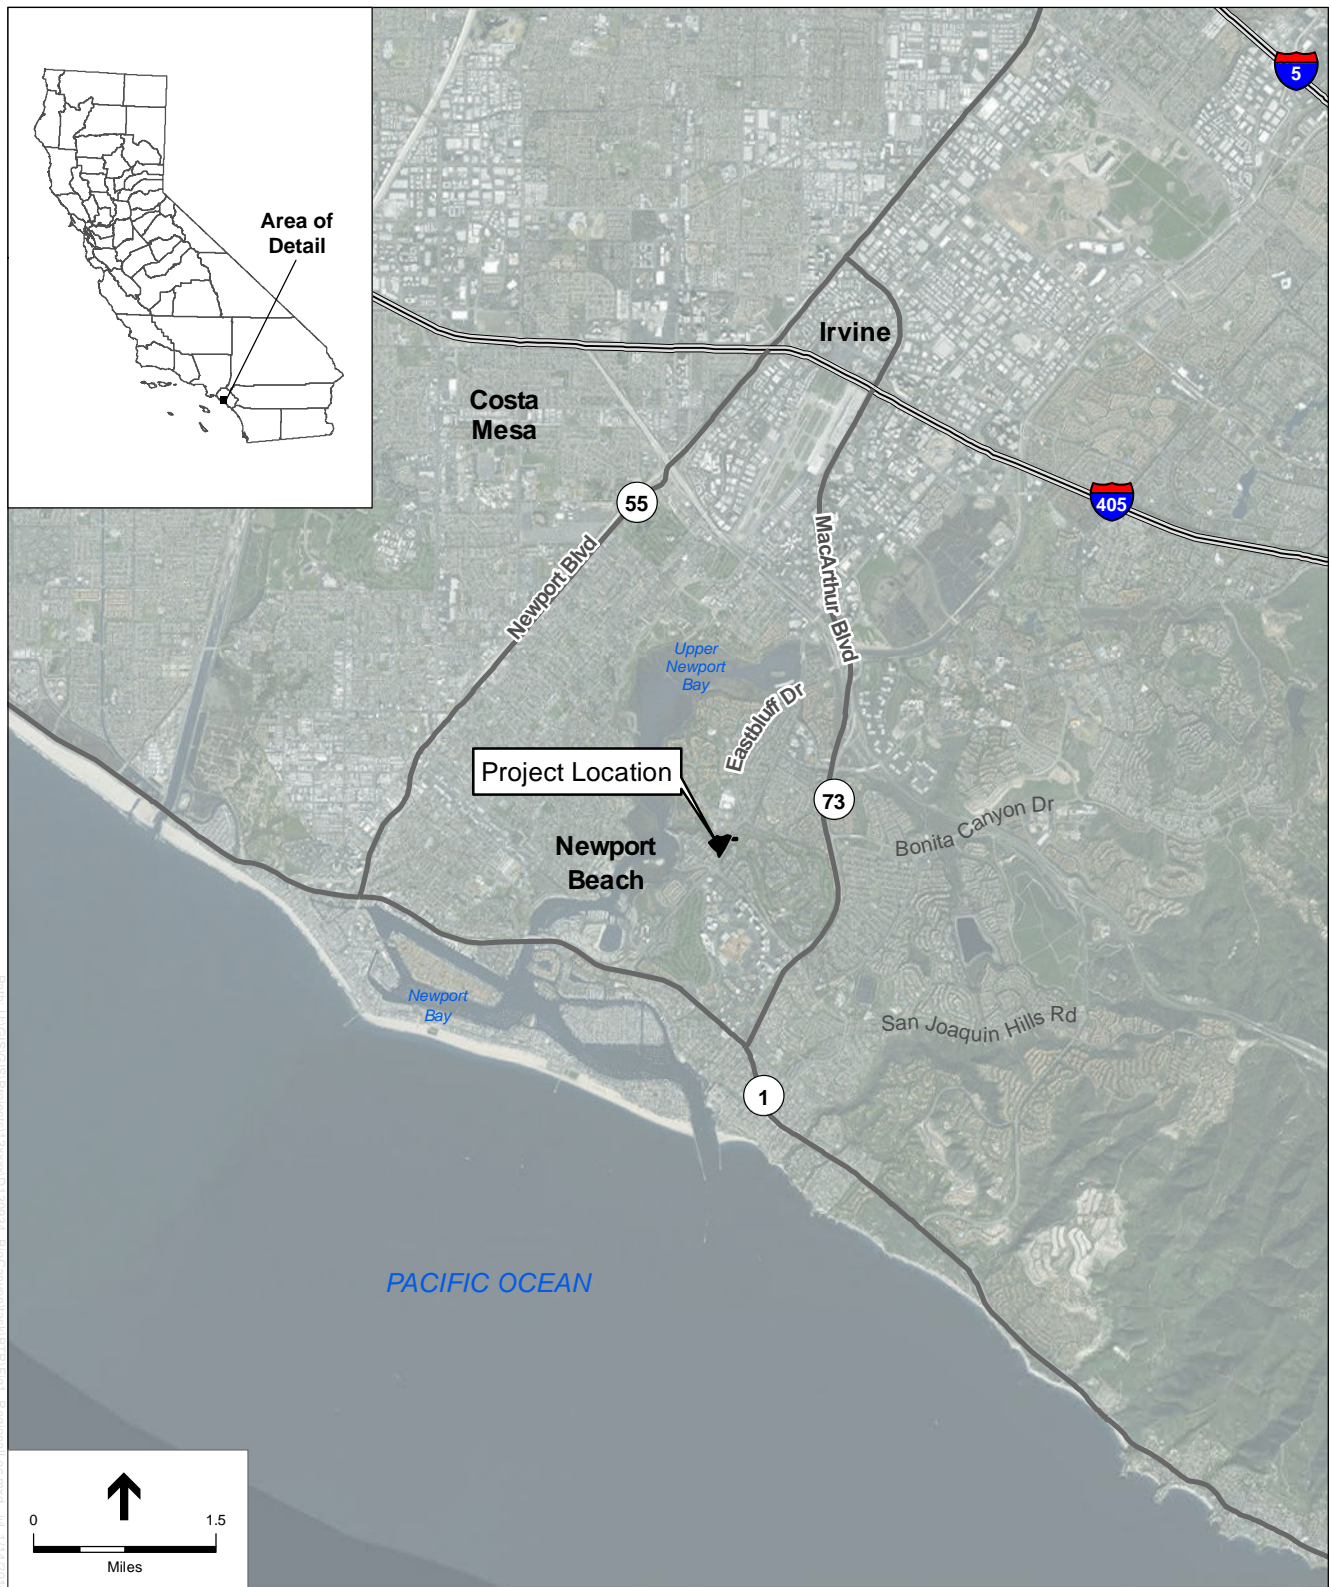 Area of
Detail
5
Irvine
Costa
Mesa
405
55
Newport Blvd
MacArthur Blvd
Upper
Newport
Bay
Eastbluff Dr
Project Location
73
Bonita Canyon Dr
Newport
Beach
Newport
Bay
San Joaquin Hills Rd
1
PACIFIC OCEAN
0
1.5
Miles